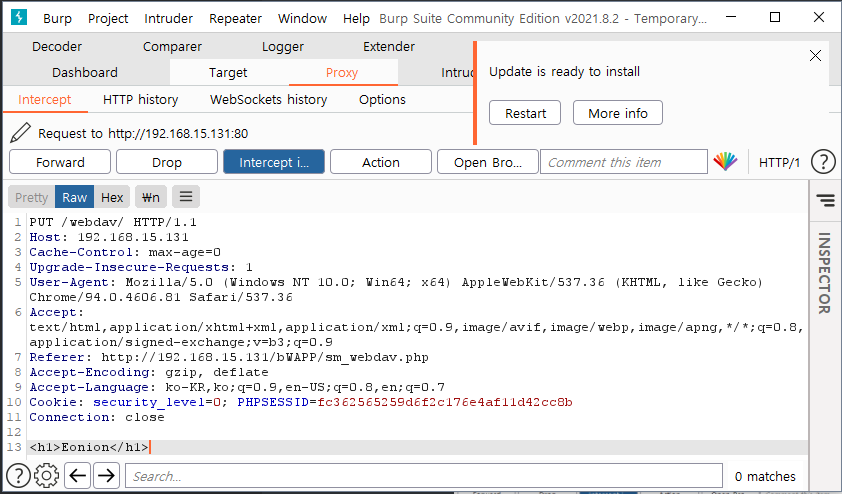 Burp Project Intruder Repeater Window Help Burp Suite Community Edition v2021.8.2 - Temporary...
Decoder Comparer Logger Extender
Dashboard Target Proxy Intruc
Update is ready to install
Restart More info
Intercept HTTP history WebSockets history Options
Request to http://192.168.15.131:80
Forward Drop Intercept i... Action Open Bro... Comment this item HTTP/1 ?
Pretty Raw Hex ₩n
INSPECTOR
1 PUT /webdav/ HTTP/1.1
2 Host: 192.168.15.131
3 Cache-Control: max-age=0
4 Upgrade-Insecure-Requests: 1
5 User-Agent: Mozilla/5.0 (Windows NT 10.0; Win64; x64) AppleWebKit/537.36 (KHTML, like Gecko)
Chrome/94.0.4606.81 Safari/537.36
6 Accept:
text/html,application/xhtml+xml,application/xml;q=0.9,image/avif,image/webp,image/apng,*/*;q=0.8,
application/signed-exchange;v=b3;q=0.9
7 Referer: http://192.168.15.131/bWAPP/sm_webdav.php
8 Accept-Encoding: gzip, deflate
9 Accept-Language: ko-KR,ko;q=0.9,en-US;q=0.8,en;q=0.7
10 Cookie: security_level=0; PHPSESSID=fc362565259d6f2c176e4af11d42cc8b
11 Connection: close
12
13 <h1>Eonion</h1>
? Search... 0 matches